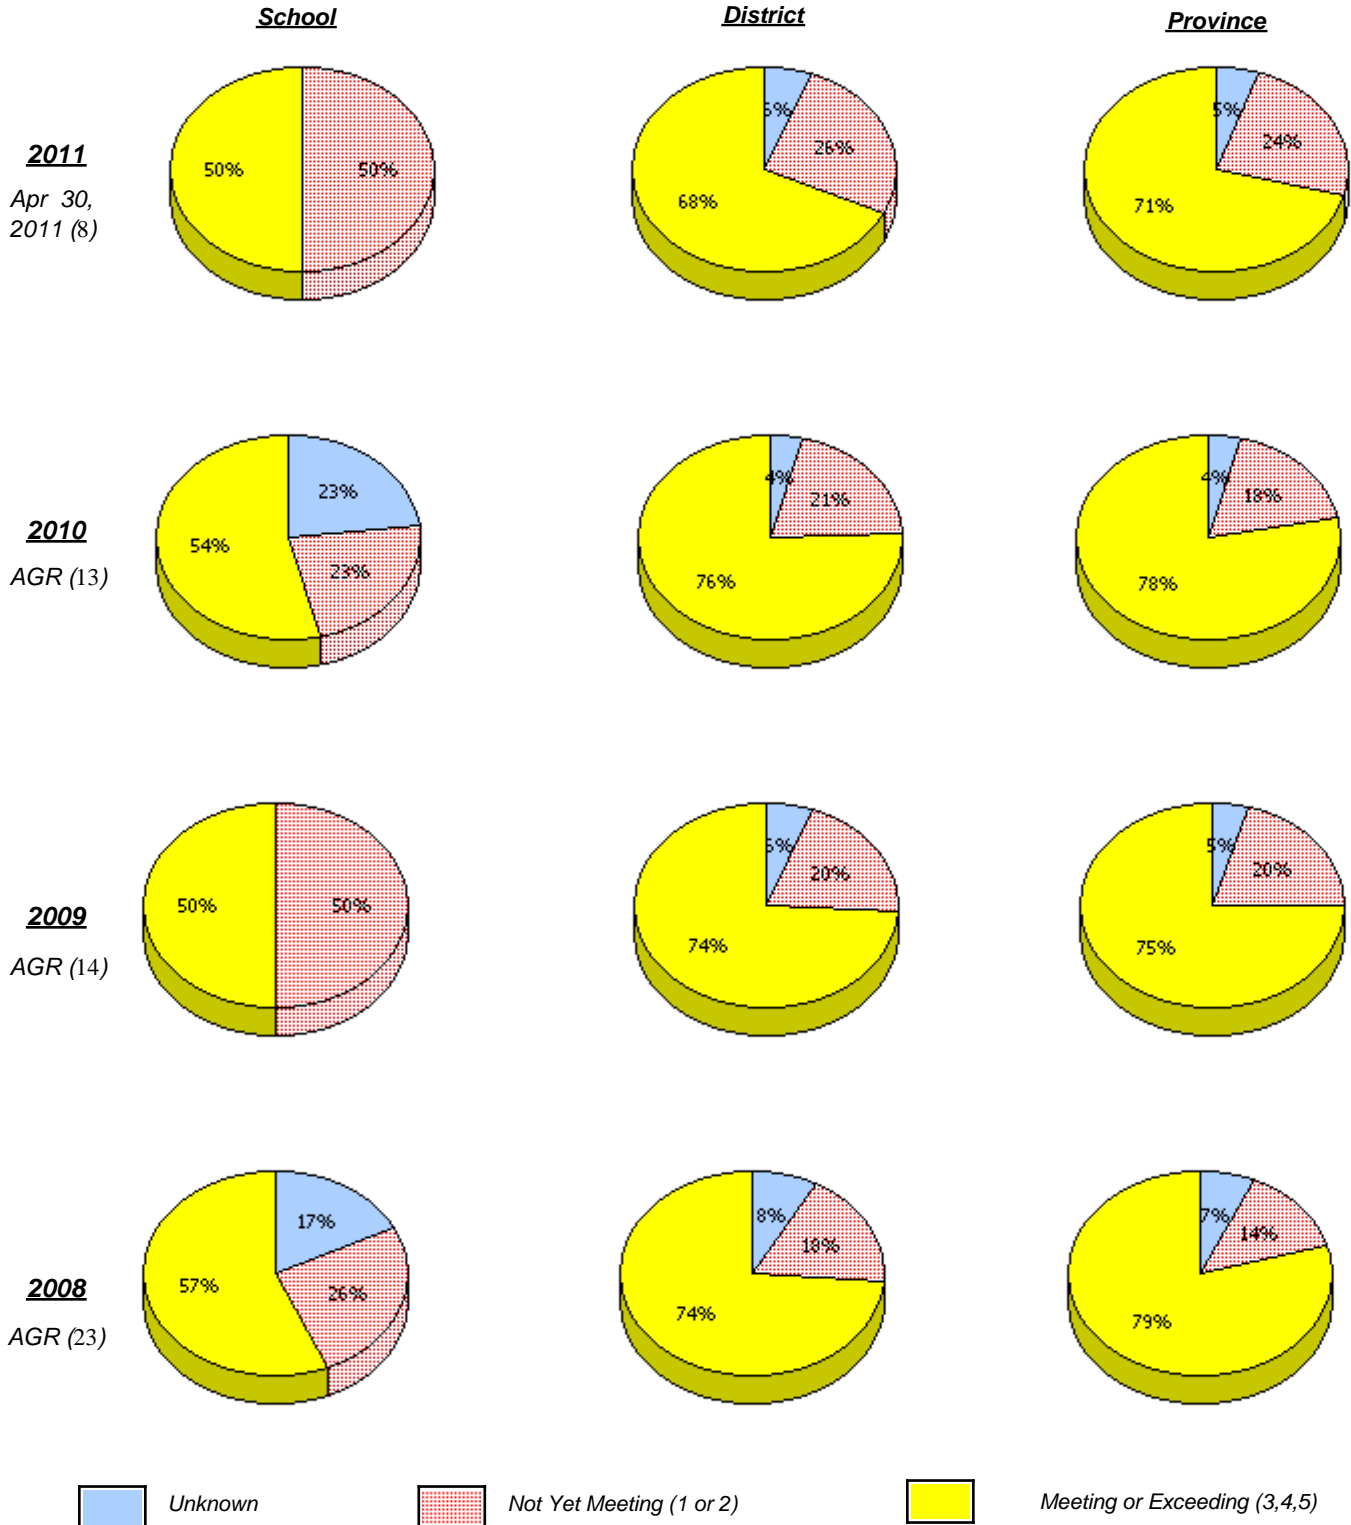 School District Province
2011
Apr 30,
2011 (8)
50% 50%
6% 26% 68%
5% 24% 71%
2010
AGR (13)
23% 54% 23%
4% 21% 76%
4% 18% 78%
2009
AGR (14)
50% 50%
6% 20% 74%
5% 20% 75%
2008
AGR (23)
17% 57% 26%
8% 18% 74%
7% 14% 79%
Unknown Not Yet Meeting (1 or 2) Meeting or Exceeding (3,4,5)